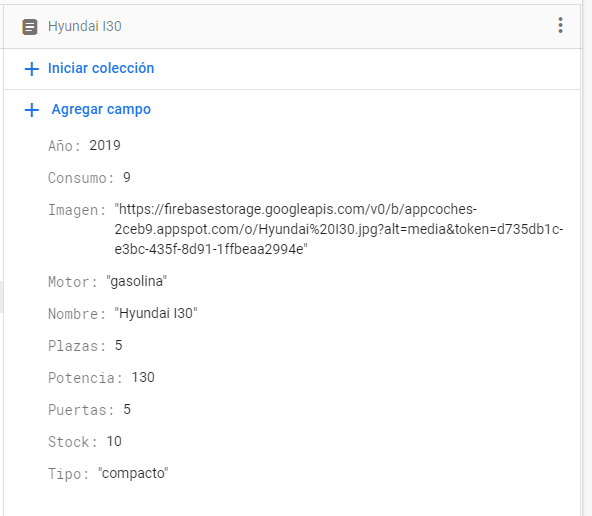 Hyundai I30
Iniciar colección
Agregar campo
Año: 2019
Consumo: 9
Imagen: "https://firebasestorage.googleapis.com/v0/b/appcoches-
2ceb9.appspot.com/o/Hyundai%20I30.jpg?alt=media&token=d735db1c-
e3bc-435f-8d91-1ffbeaa2994e"
Motor: "gasolina"
Nombre: "Hyundai I30"
Plazas: 5
Potencia: 130
Puertas: 5
Stock: 10
Tipo: "compacto"